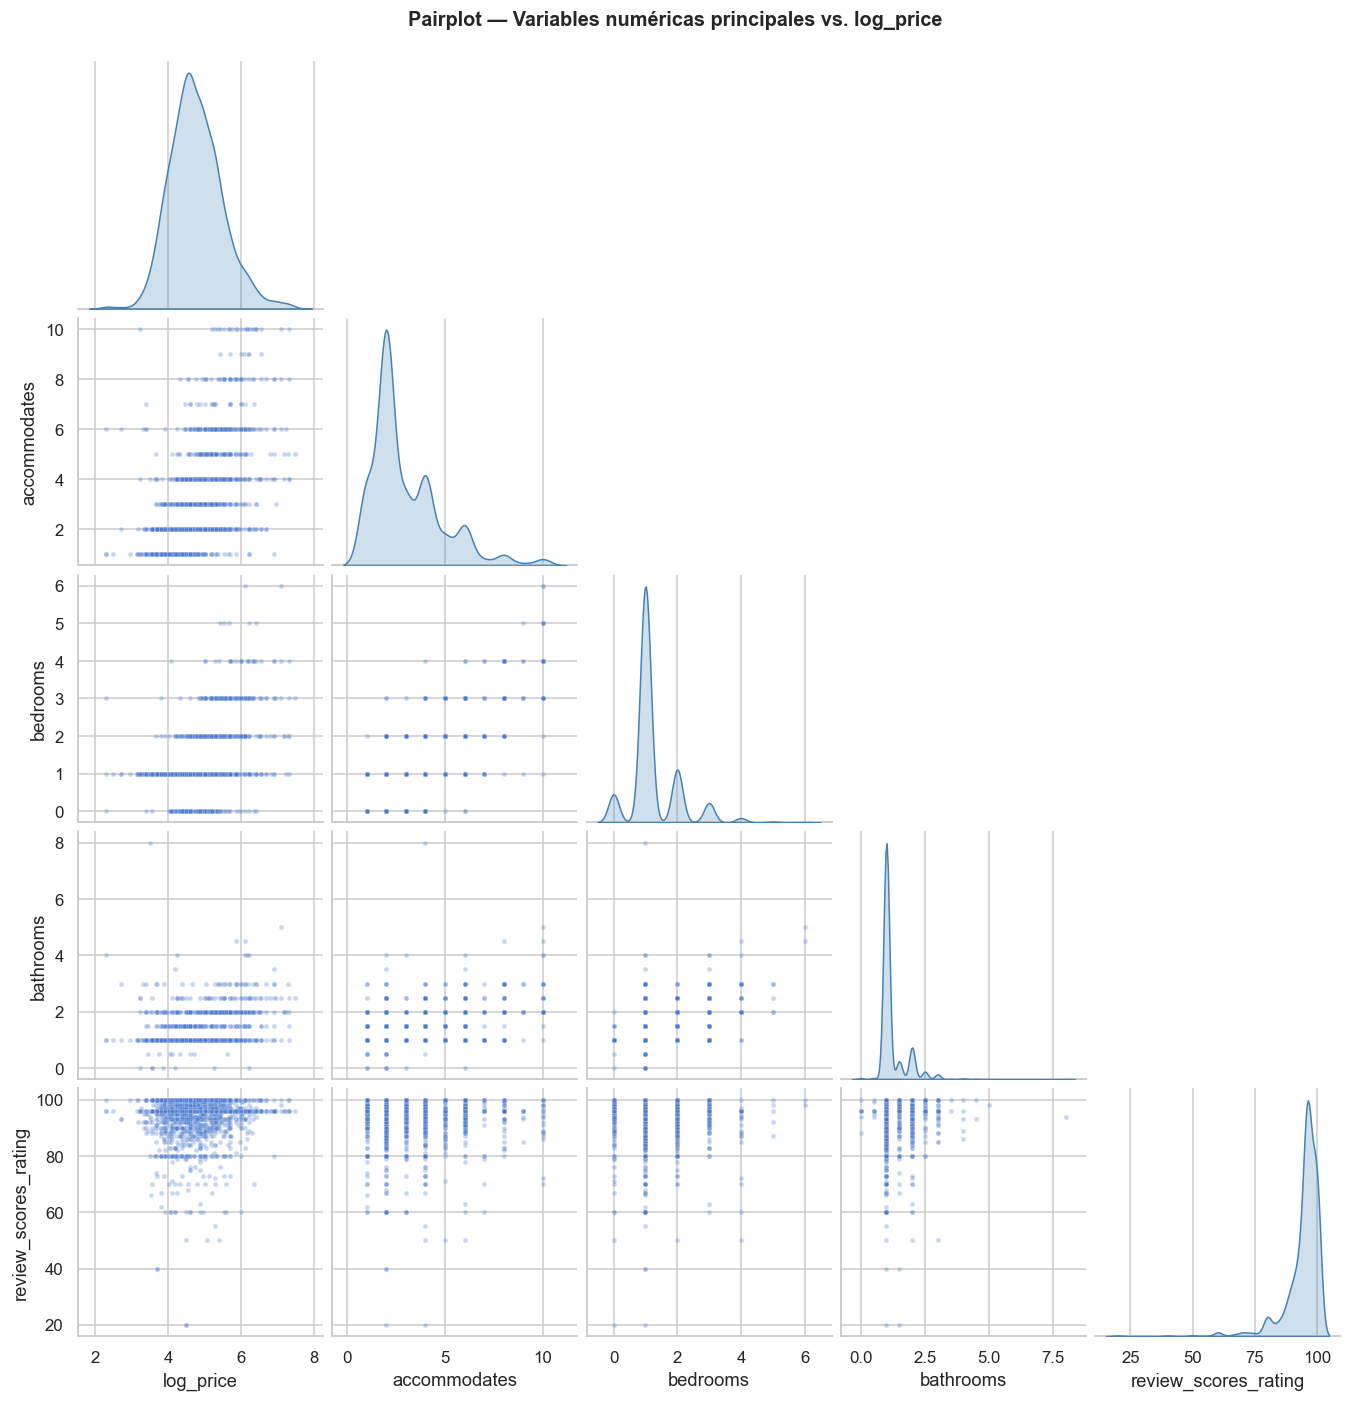 Pairplot — Variables numéricas principales vs. log_price
accommodates
10
8
6
4
2
bedrooms
6
5
4
3
2
1
0
bathrooms
8
6
4
2
0
review_scores_rating
100
80
60
40
20
2 4 6 8
0 5 10
0 2 4 6
0.0 2.5 5.0 7.5
25 50 75 100
log_price
accommodates
bedrooms
bathrooms
review_scores_rating